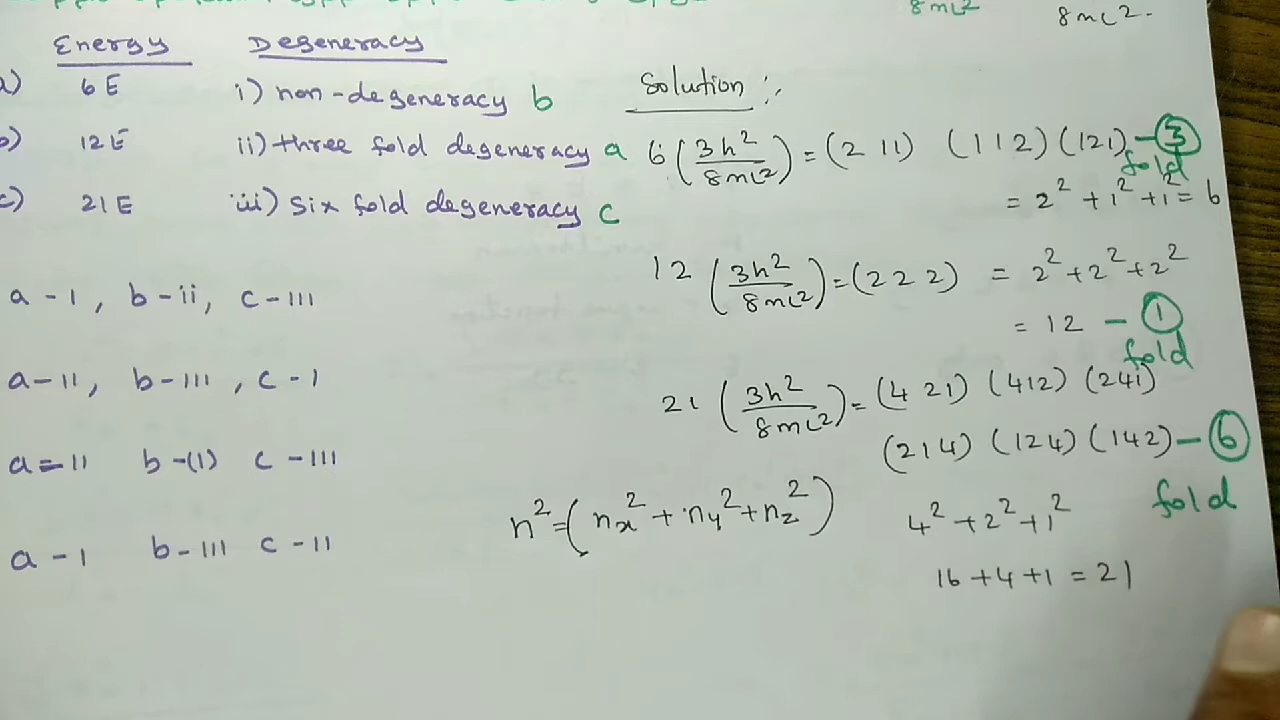 8mL² 8mL².
Energy Degeneracy
a) 6E i) non-degeneracy b
b) 12E ii) three fold degeneracy a
c) 21E iii) Six fold degeneracy c
a - I, b - ii, c - III
a - II, b - III, c - I
a = II b - (I) c - III
a - I b - III c - II
Solution :-
6 (3h²/8mL²) = (2 1 1) (1 1 2) (1 2 1) - 3 fold
= 2² + 1² + 1² = 6
12 (3h²/8mL²) = (2 2 2) = 2² + 2² + 2²
= 12 - 1 fold
21 (3h²/8mL²) = (4 2 1) (4 1 2) (2 4 1)
(2 1 4) (1 2 4) (1 4 2) - 6 fold
n² = (nx² + ny² + nz²)
4² + 2² + 1²
16 + 4 + 1 = 21